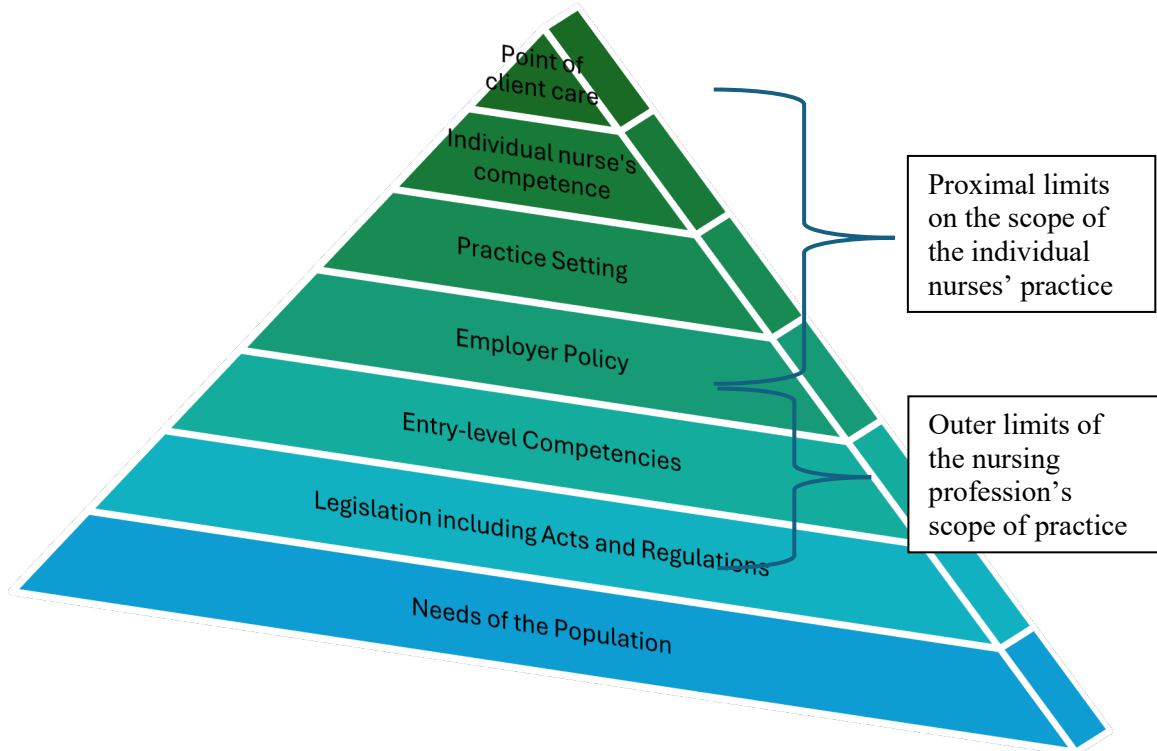 Point of
client care
Individual nurse's
competence
Practice Setting
Employer Policy
Entry-level Competencies
Legislation including Acts and Regulations
Needs of the Population
Proximal limits
on the scope of
the individual
nurses’ practice
Outer limits of
the nursing
profession’s
scope of practice